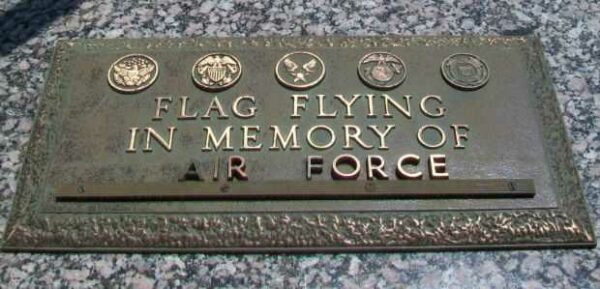 FLAG FLYING
IN MEMORY OF
AIR FORCE